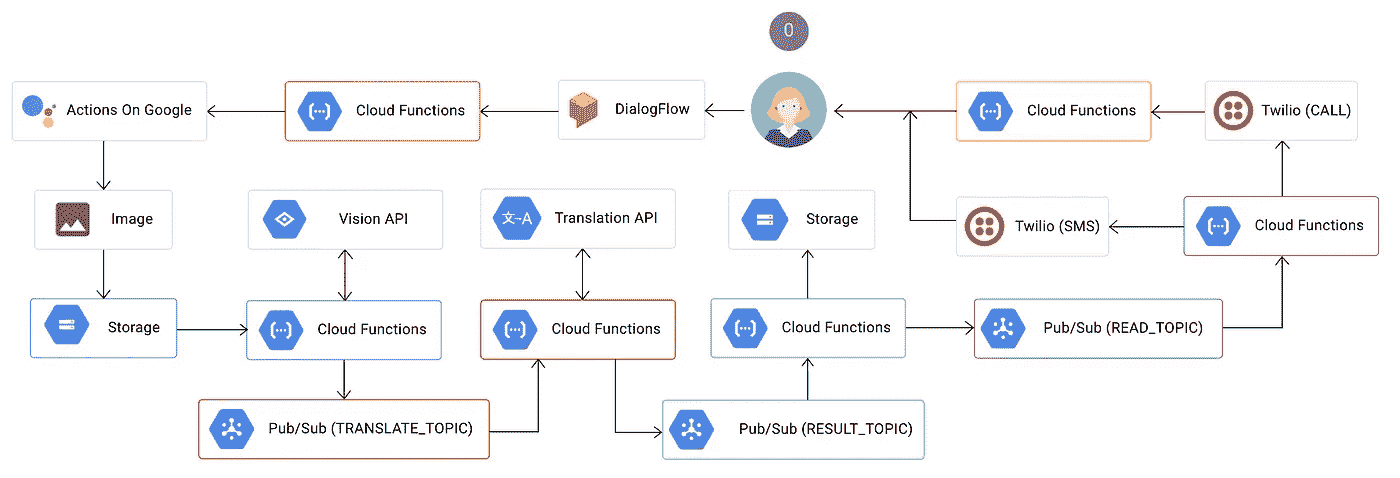 0
Actions On Google
Cloud Functions
DialogFlow
Cloud Functions
Twilio (CALL)
Image
Vision API
Translation API
文→A
Storage
Twilio (SMS)
Cloud Functions
Storage
Cloud Functions
Cloud Functions
Cloud Functions
Pub/Sub (READ_TOPIC)
Pub/Sub (TRANSLATE_TOPIC)
Pub/Sub (RESULT_TOPIC)